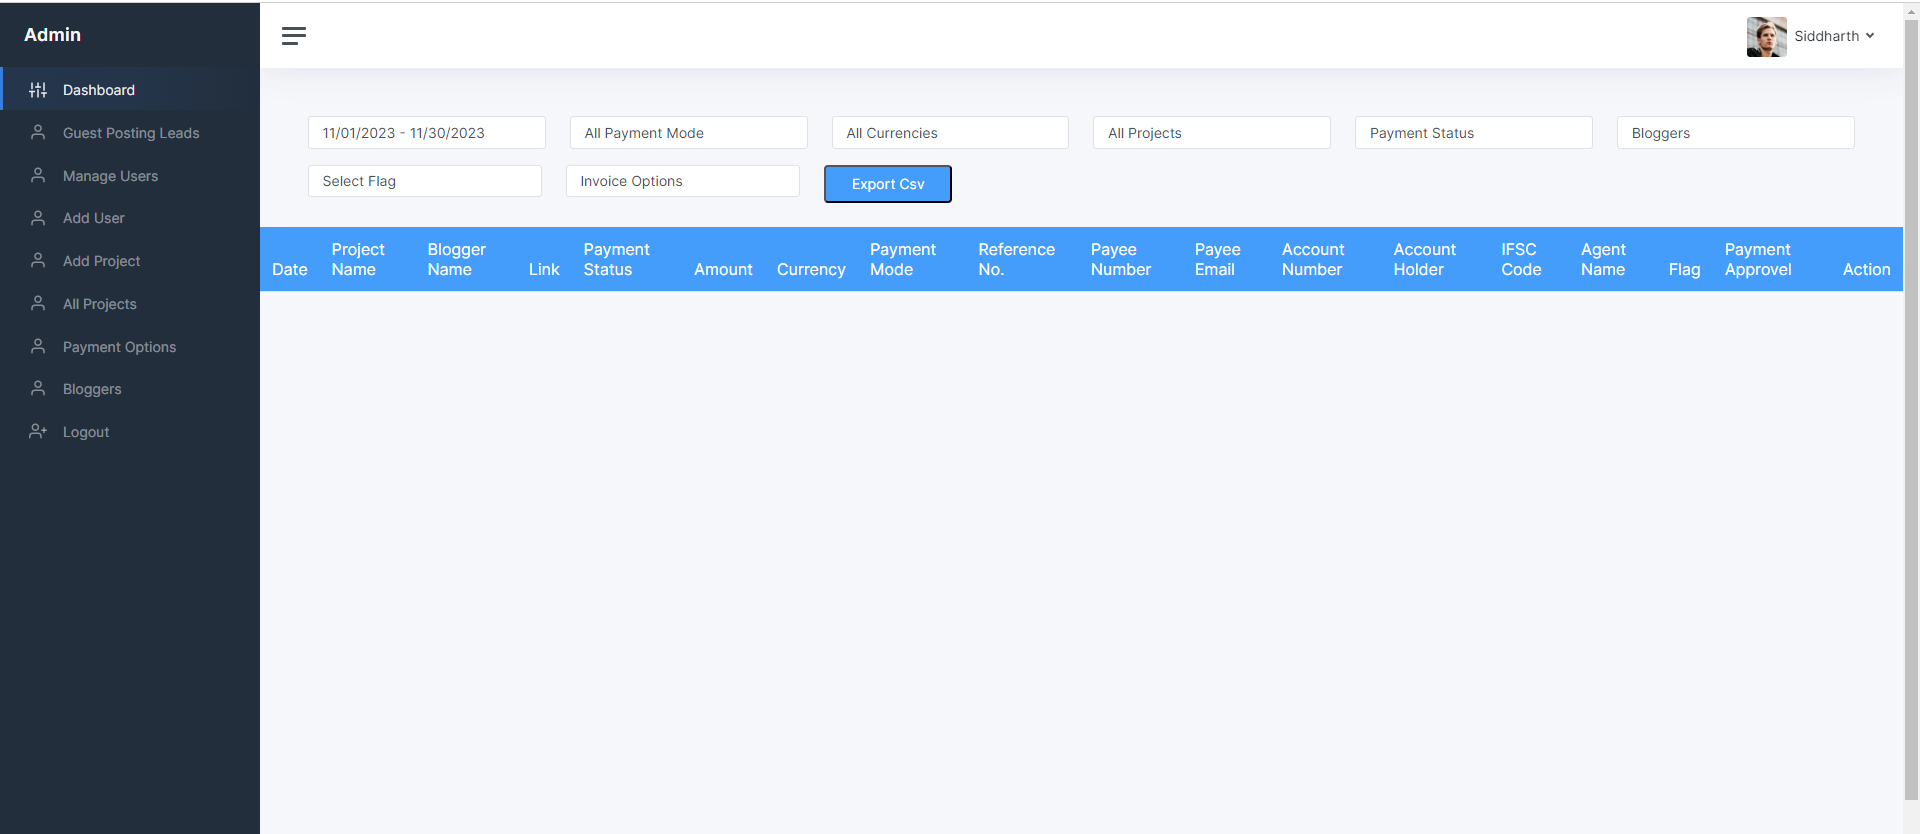 Admin
Siddharth
Dashboard
Guest Posting Leads
Manage Users
Add User
Add Project
All Projects
Payment Options
Bloggers
Logout
11/01/2023 - 11/30/2023
All Payment Mode
All Currencies
All Projects
Payment Status
Bloggers
Select Flag
Invoice Options
Export Csv
Date
Project
Name
Blogger
Name
Link
Payment
Status
Amount
Currency
Payment
Mode
Reference
No.
Payee
Number
Payee
Email
Account
Number
Account
Holder
IFSC
Code
Agent
Name
Flag
Payment
Approvel
Action